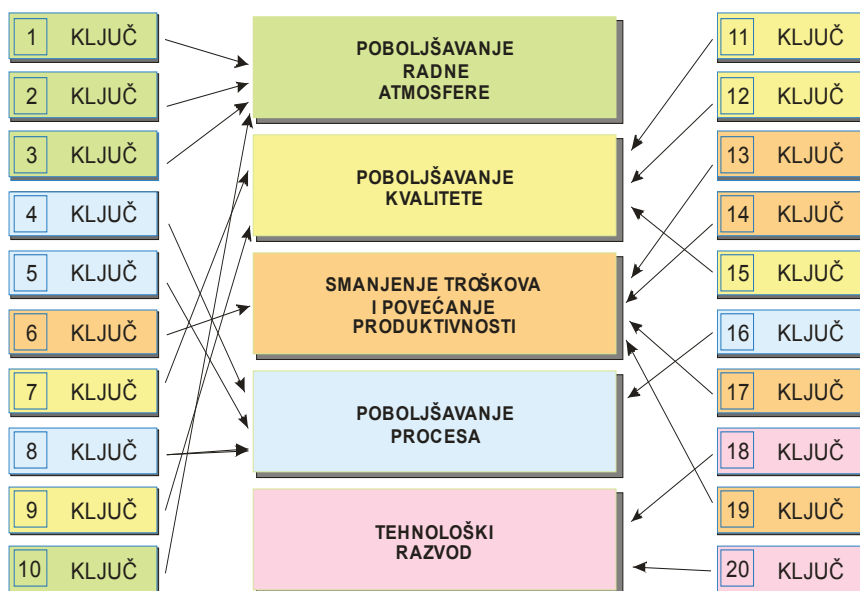 1 KLJUČ
2 KLJUČ
3 KLJUČ
4 KLJUČ
5 KLJUČ
6 KLJUČ
7 KLJUČ
8 KLJUČ
9 KLJUČ
10 KLJUČ
POBOLJŠAVANJE
RADNE
ATMOSFERE
POBOLJŠAVANJE
KVALITETE
SMANJENJE TROŠKOVA
I POVEĆANJE
PRODUKTIVNOSTI
POBOLJŠAVANJE
PROCESA
TEHNOLOŠKI
RAZVOD
11 KLJUČ
12 KLJUČ
13 KLJUČ
14 KLJUČ
15 KLJUČ
16 KLJUČ
17 KLJUČ
18 KLJUČ
19 KLJUČ
20 KLJUČ